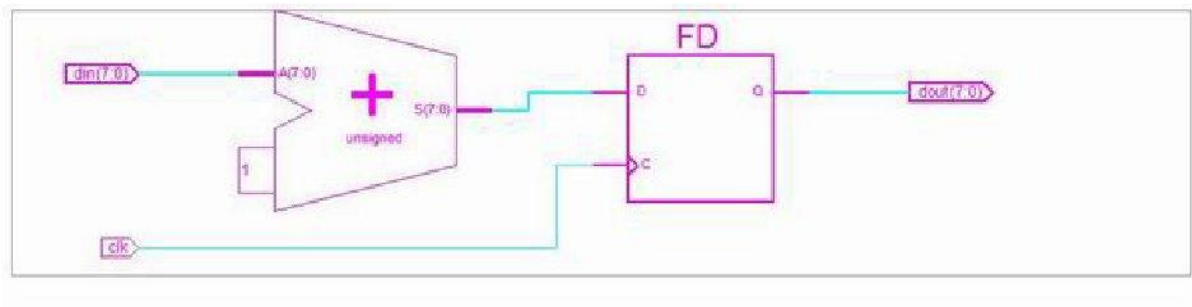 FD
din(7:0)
A(7:0)
+
S(7:0)
unsigned
1
D
Q
dout(7:0)
C
clk